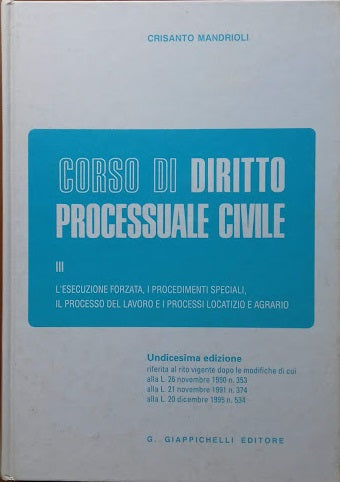 CRISANTO MANDRIOLI
CORSO DI DIRITTO
PROCESSUALE CIVILE
III
L'ESECUZIONE FORZATA, I PROCEDIMENTI SPECIALI,
IL PROCESSO DEL LAVORO E I PROCESSI LOCATIZIO E AGRARIO
Undicesima edizione
riferita al rito vigente dopo le modifiche di cui
alla L. 26 novembre 1990 n. 353
alla L. 21 novembre 1991 n. 374
alla L. 20 dicembre 1995 n. 534
G. GIAPPICHELLI EDITORE